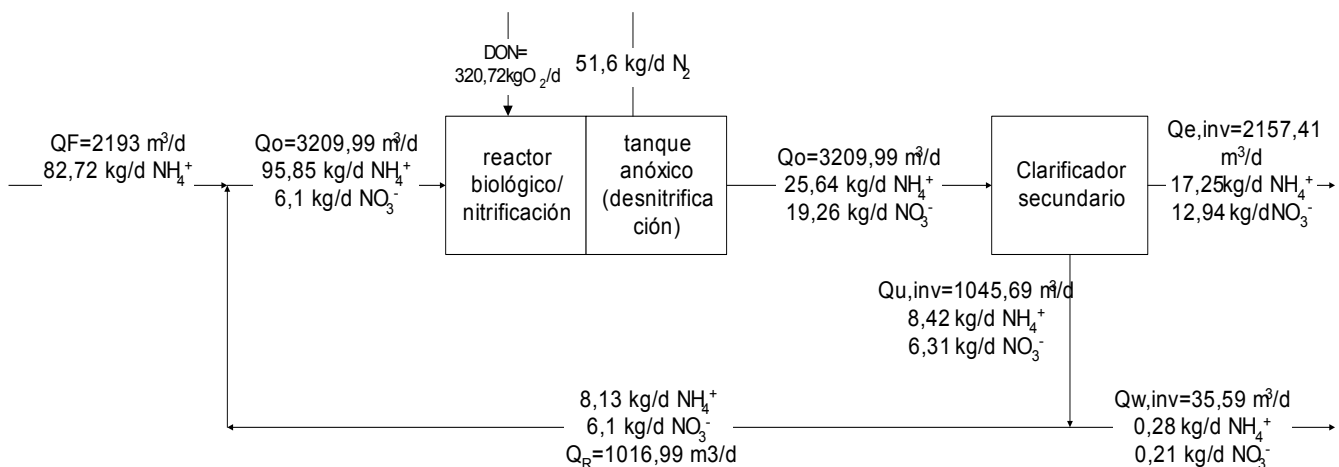 DON=
320,72kgO₂/d
51,6 kg/d N₂
QF=2193 m³/d
82,72 kg/d NH₄⁺
Qo=3209,99 m³/d
95,85 kg/d NH₄⁺
6,1 kg/d NO₃⁻
reactor
biológico/
nitrificación
tanque
anóxico
(desnitrifica
ción)
Qo=3209,99 m³/d
25,64 kg/d NH₄⁺
19,26 kg/d NO₃⁻
Clarificador
secundario
Qe,inv=2157,41
m³/d
17,25kg/d NH₄⁺
12,94 kg/dNO₃⁻
Qu,inv=1045,69 m³/d
8,42 kg/d NH₄⁺
6,31 kg/d NO₃⁻
8,13 kg/d NH₄⁺
6,1 kg/d NO₃⁻
Q_R=1016,99 m3/d
Qw,inv=35,59 m³/d
0,28 kg/d NH₄⁺
0,21 kg/d NO₃⁻